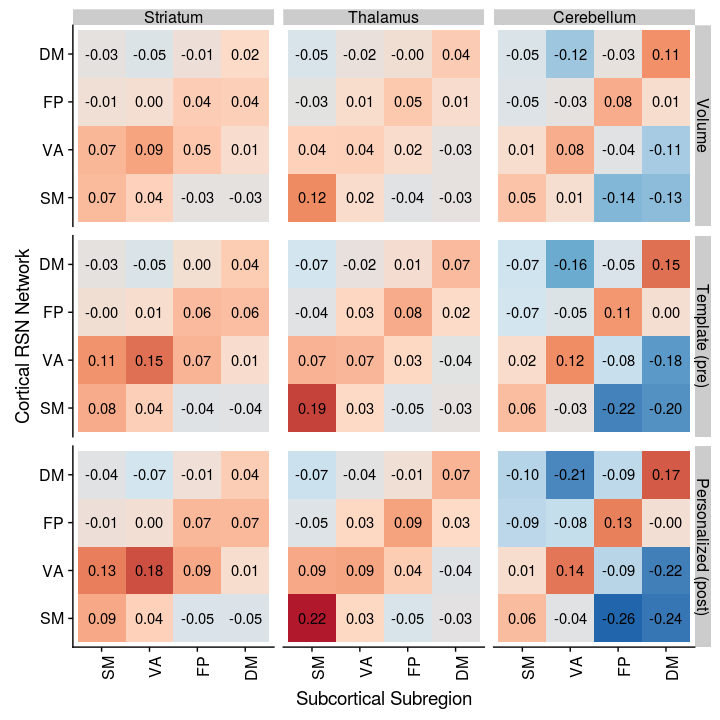 Striatum Thalamus Cerebellum
DM -0.03 -0.05 -0.01 0.02 -0.05 -0.02 -0.00 0.04 -0.05 -0.12 -0.03 0.11
FP -0.01 0.00 0.04 0.04 -0.03 0.01 0.05 0.01 -0.05 -0.03 0.08 0.01
VA 0.07 0.09 0.05 0.01 0.04 0.04 0.02 -0.03 0.01 0.08 -0.04 -0.11
SM 0.07 0.04 -0.03 -0.03 0.12 0.02 -0.04 -0.03 0.05 0.01 -0.14 -0.13
Volume
DM -0.03 -0.05 0.00 0.04 -0.07 -0.02 0.01 0.07 -0.07 -0.16 -0.05 0.15
FP -0.00 0.01 0.06 0.06 -0.04 0.03 0.08 0.02 -0.07 -0.05 0.11 0.00
VA 0.11 0.15 0.07 0.01 0.07 0.07 0.03 -0.04 0.02 0.12 -0.08 -0.18
SM 0.08 0.04 -0.04 -0.04 0.19 0.03 -0.05 -0.03 0.06 -0.03 -0.22 -0.20
Template (pre)
DM -0.04 -0.07 -0.01 0.04 -0.07 -0.04 -0.01 0.07 -0.10 -0.21 -0.09 0.17
FP -0.01 0.00 0.07 0.07 -0.05 0.03 0.09 0.03 -0.09 -0.08 0.13 -0.00
VA 0.13 0.18 0.09 0.01 0.09 0.09 0.04 -0.04 0.01 0.14 -0.09 -0.22
SM 0.09 0.04 -0.05 -0.05 0.22 0.03 -0.05 -0.03 0.06 -0.04 -0.26 -0.24
Personalized (post)
SM VA FP DM SM VA FP DM SM VA FP DM
Subcortical Subregion
Cortical RSN Network